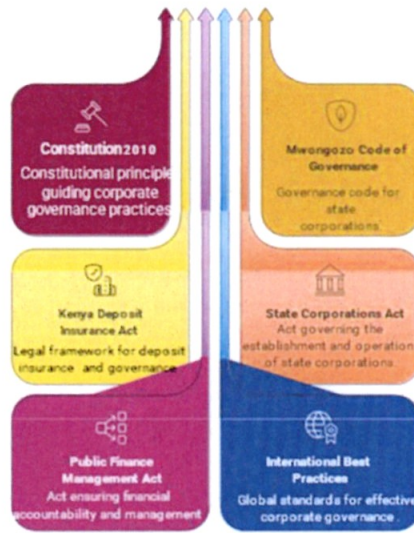 Constitution 2010
Constitutional principle
guiding corporate
governance practices
Mwongozo Code of
Governance
Governance code for
state
corporations.
Kenya Deposit
Insurance Act
Legal framework for deposit
insurance and governance
State Corporations Act
Act governing the
establishment and operation
of state corporations.
Public Finance
Management Act
Act ensuring financial
accountability and management
International Best
Practices
Global standards for effective
corporate governance.